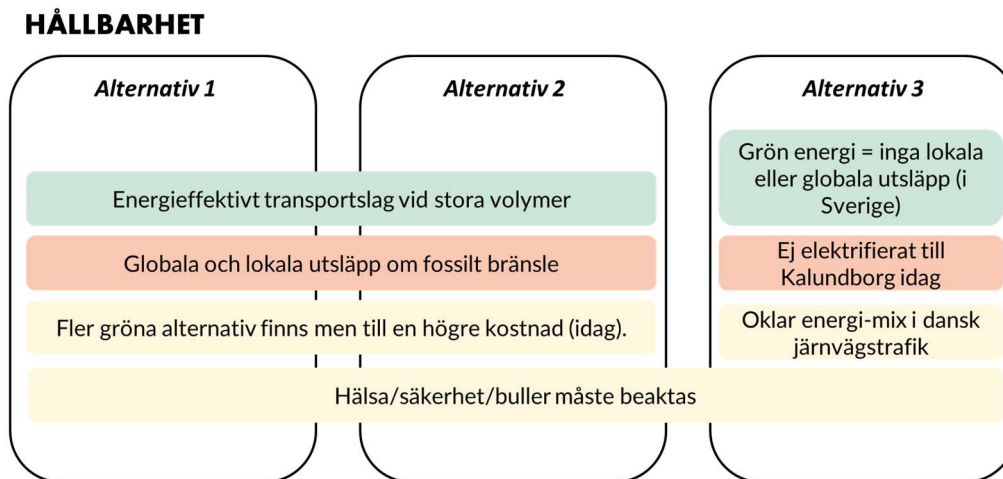 HÅLLBARHET
Alternativ 1
Alternativ 2
Alternativ 3
Energieffektivt transportslag vid stora volymer
Globala och lokala utsläpp om fossilt bränsle
Fler gröna alternativ finns men till en högre kostnad (idag).
Grön energi = inga lokala
eller globala utsläpp (i
Sverige)
Ej elektrifierat till
Kalundborg idag
Oklar energi-mix i dansk
järnvägstrafik
Hälsa/säkerhet/buller måste beaktas